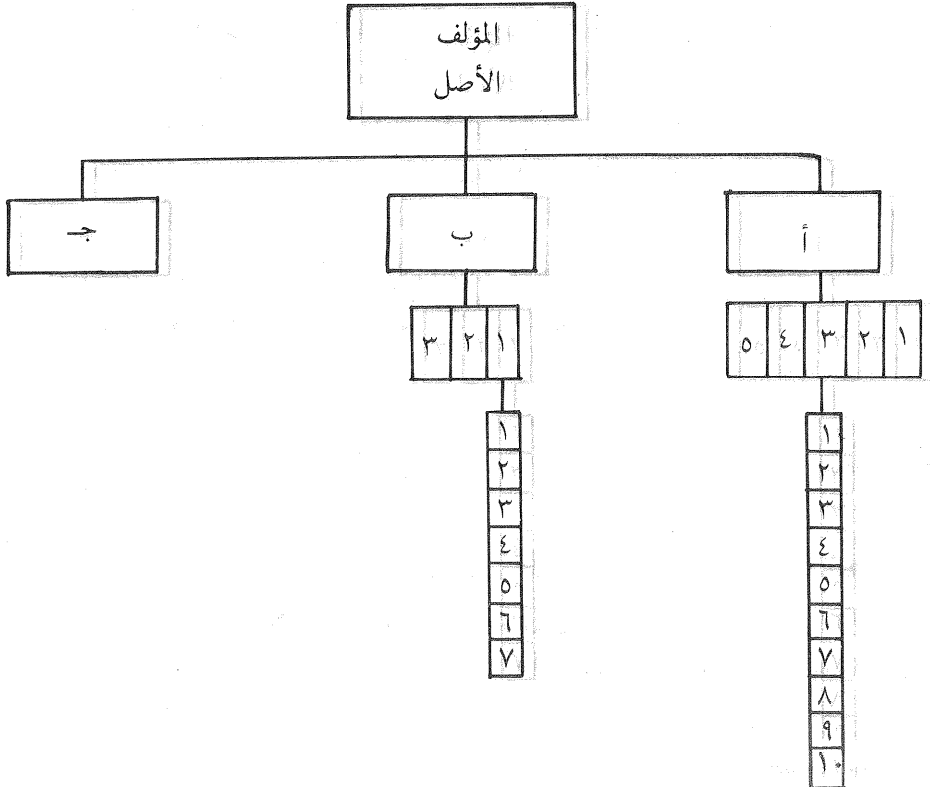 المؤلف
الأصل
أ
ب
جـ
١ ٢ ٣ ٤ ٥
١ ٢ ٣
١
٢
٣
٤
٥
٦
٧
٨
٩
١٠
١
٢
٣
٤
٥
٦
٧